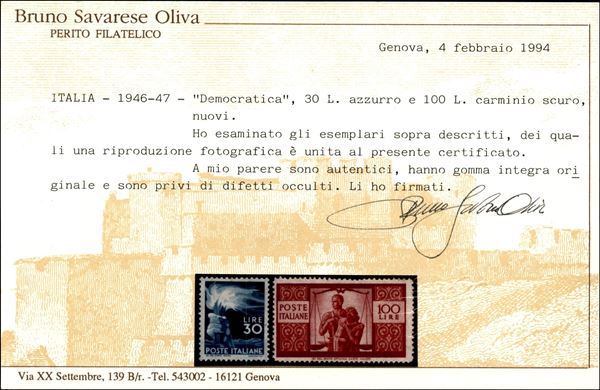 Bruno Savarese Oliva
PERITO FILATELICO
Genova, 4 febbraio 1994
ITALIA - 1946-47 - "Democratica", 30 L. azzurro e 100 L. carminio scuro,
nuovi.
Ho esaminato gli esemplari sopra descritti, dei qua-
li una riproduzione fotografica è unita al presente certificato.
A mio parere sono autentici, hanno gomma integra ori
ginale e sono privi di difetti occulti. Li ho firmati.
Bruno Savarese Oliva
LIRE
30
POSTE ITALIANE
POSTE
ITALIANE
100
LIRE
Via XX Settembre, 139 B/r. -Tel. 543002 - 16121 Genova